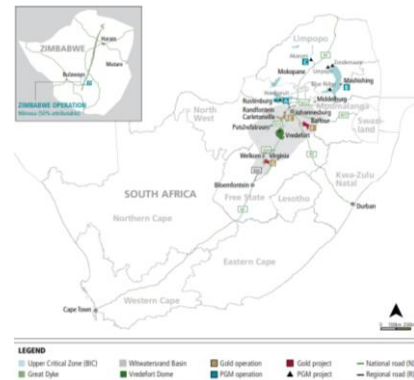 ZIMBABWE
Harare
Mutare
Bulawayo
ZIMBABWE OPERATION
Mimosa (50% attributable)
Limpopo
Mokopane
Mashishing
Rustenburg
Middelburg
Mpumalanga
Randfontein
Johannesburg
Carletonville
Balfour
Potchefstroom
Vredefort
Swazi-
land
North
West
Welkom
Virginia
Kwa-Zulu
Natal
Bloemfontein
Free State
Lesotho
Durban
SOUTH AFRICA
Northern Cape
Eastern Cape
Western Cape
Cape Town
LEGEND
Upper Critical Zone (BIC)
Witwatersrand Basin
Gold operation
Gold project
National road (N)
Great Dyke
Vredefort Dome
PGM operation
PGM project
Regional road (R)